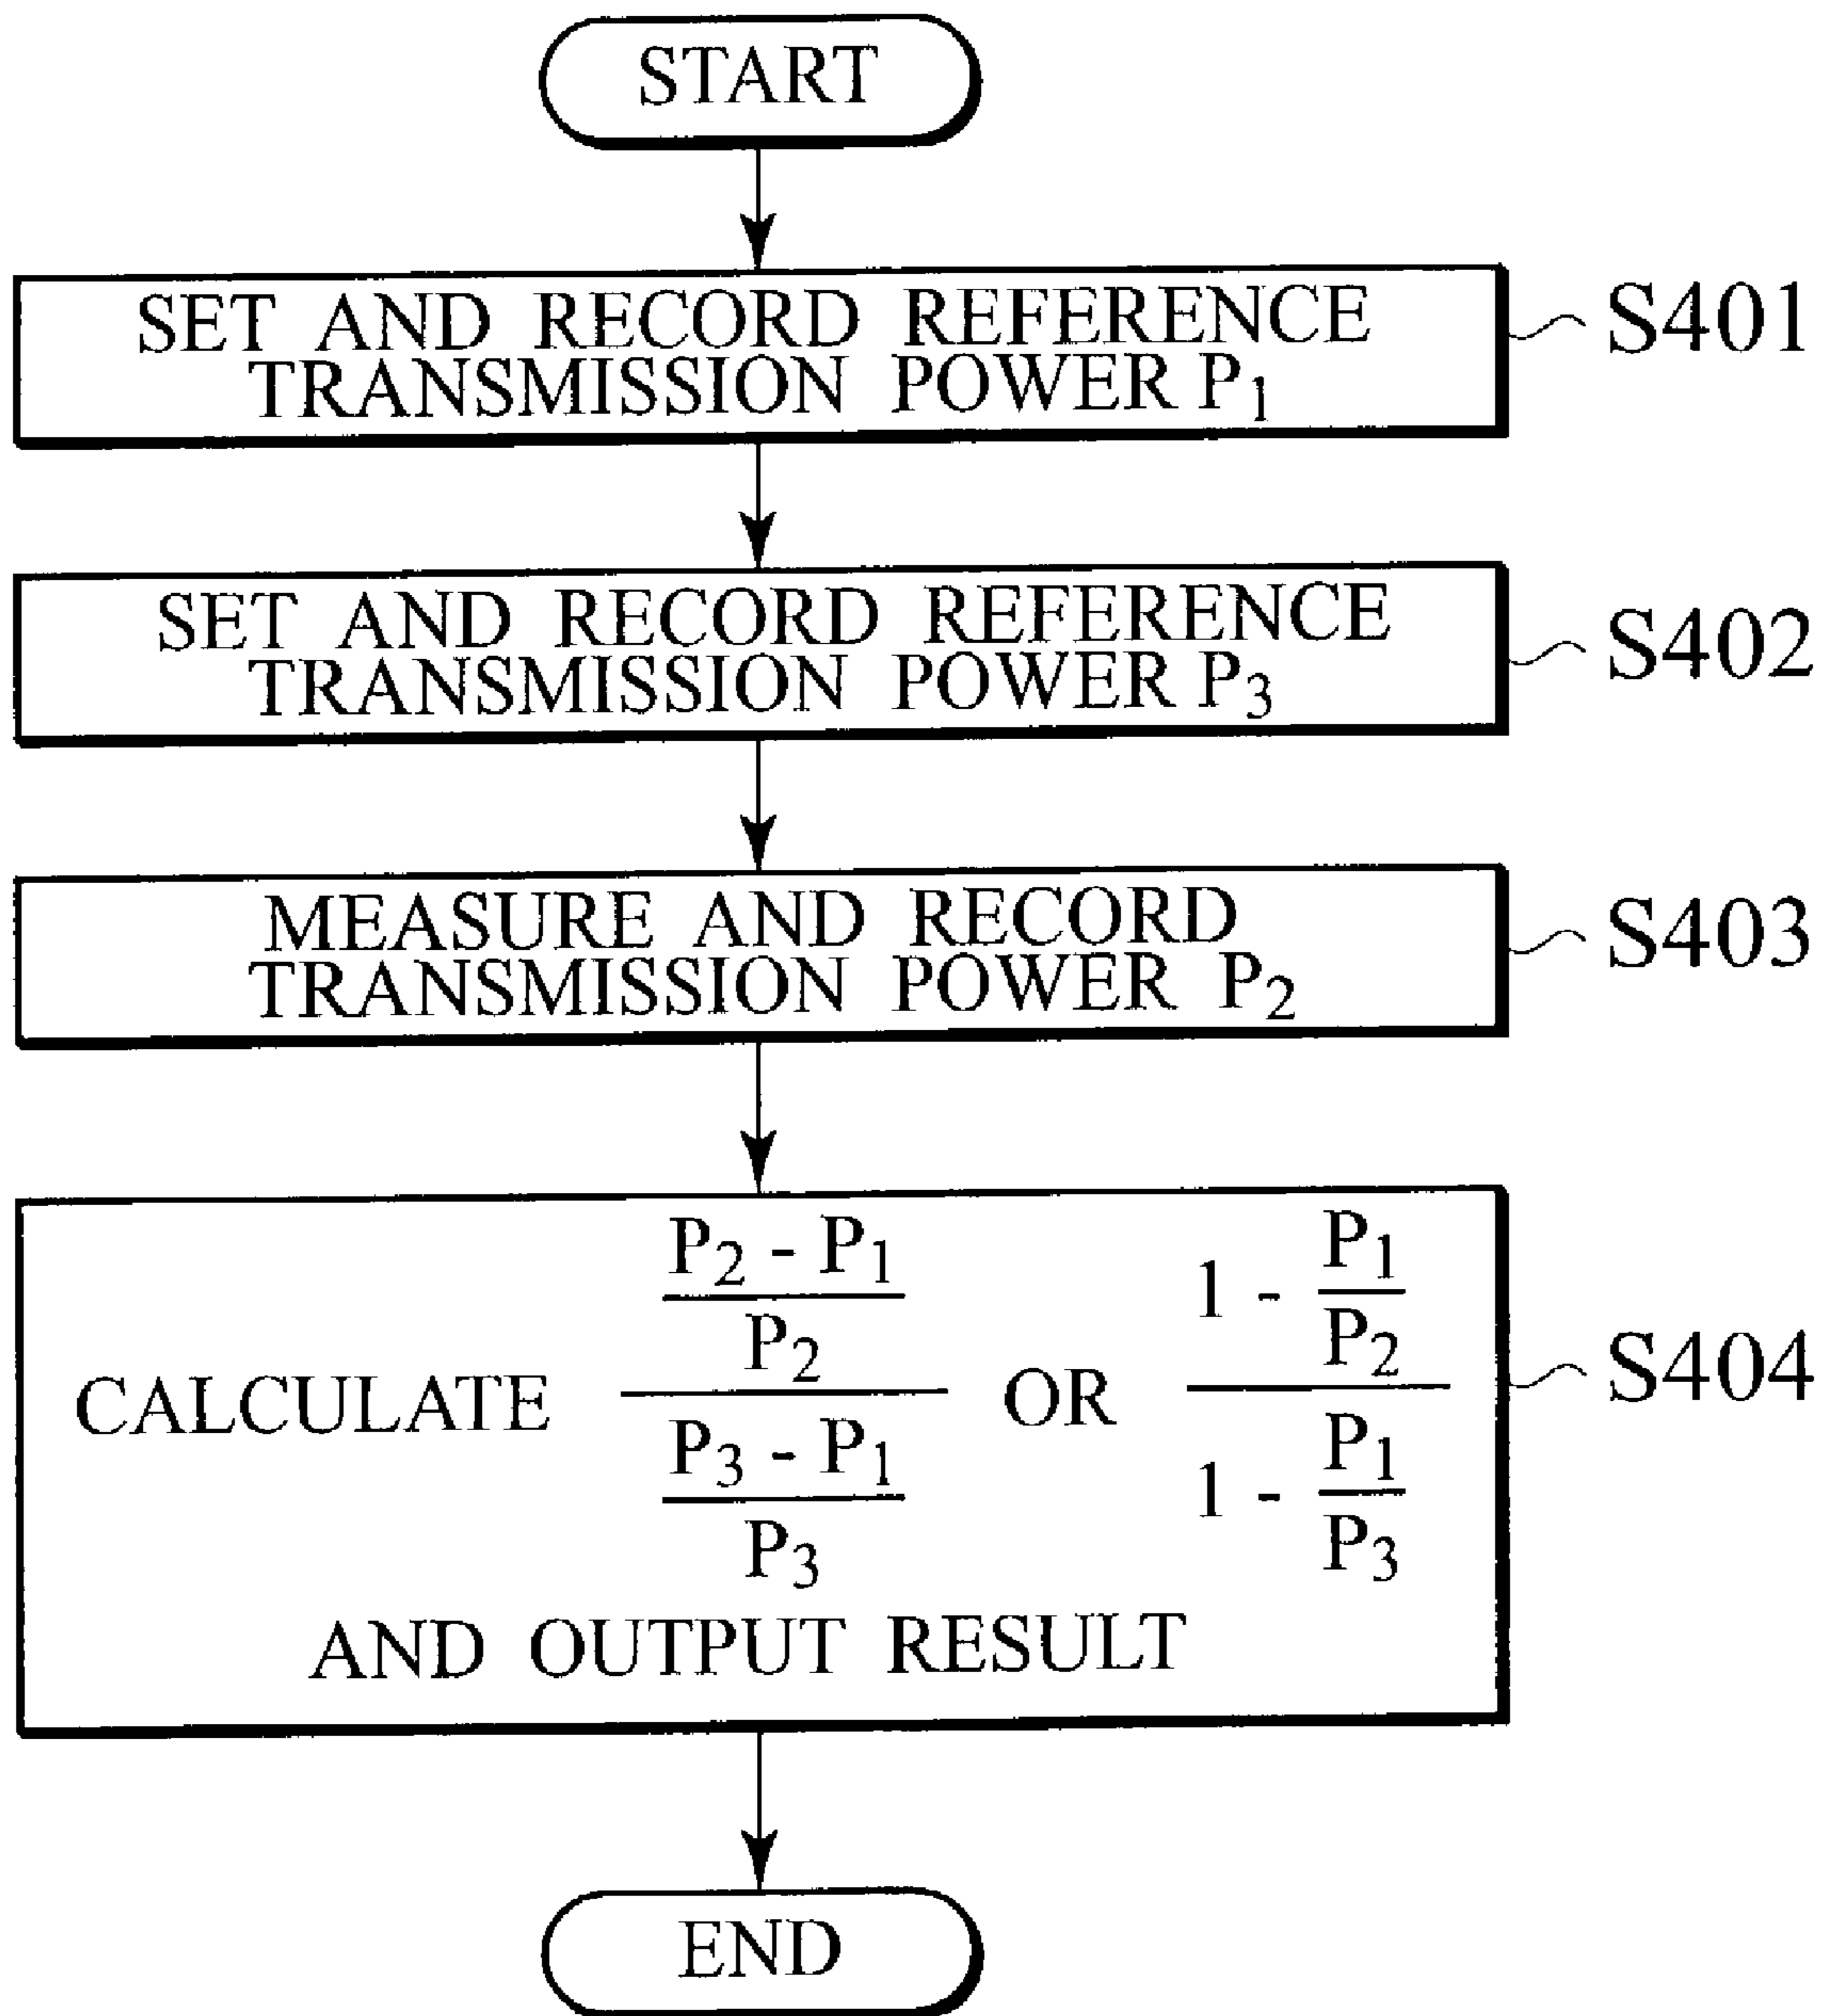 START
SET AND RECORD REFERENCE
TRANSMISSION POWER P₁
S401
SET AND RECORD REFERENCE
TRANSMISSION POWER P₃
S402
MEASURE AND RECORD
TRANSMISSION POWER P₂
S403
CALCULATE ((P₂ - P₁)/P₂)/((P₃ - P₁)/P₃) OR (1 - P₁/P₂)/(1 - P₁/P₃)
AND OUTPUT RESULT
S404
END